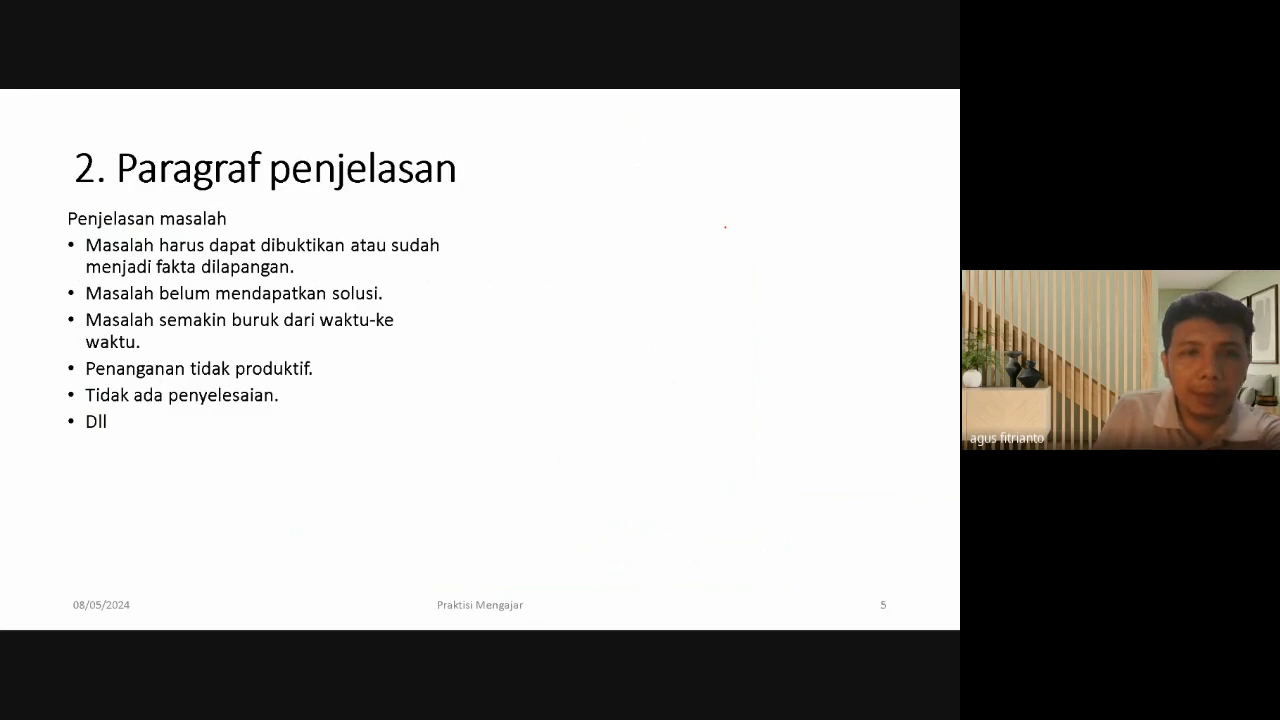 2. Paragraf penjelasan
Penjelasan masalah
• Masalah harus dapat dibuktikan atau sudah
menjadi fakta dilapangan.
• Masalah belum mendapatkan solusi.
• Masalah semakin buruk dari waktu-ke
waktu.
• Penanganan tidak produktif.
• Tidak ada penyelesaian.
• Dll
08/05/2024
Praktisi Mengajar
5
agus fitrianto